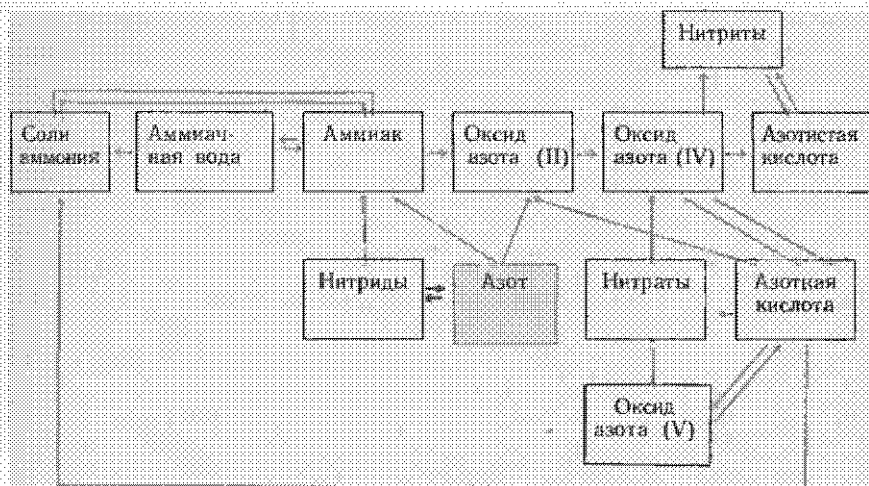 Нитриты
Соли
аммония
Аммиач-
ная вода
Аммиак
Оксид
азота (II)
Оксид
азота (IV)
Азотистая
кислота
Нитриды
Азот
Нитраты
Азоткая
кислота
Оксид
азота (V)